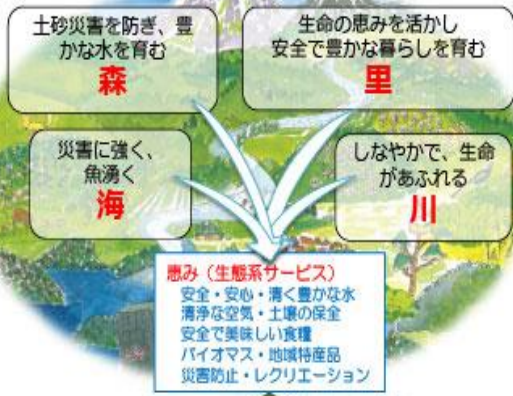 土砂災害を防ぎ、豊
かな水を育む
森
生命の恵みを活かし
安全で豊かな暮らしを育む
里
災害に強く、
魚湧く
海
しなやかで、生命
があふれる
川
恵み（生態系サービス）
安全・安心・清く豊かな水
清浄な空気・土壌の保全
安全で美味しい食糧
バイオマス・地域特産品
災害防止・レクリエーション